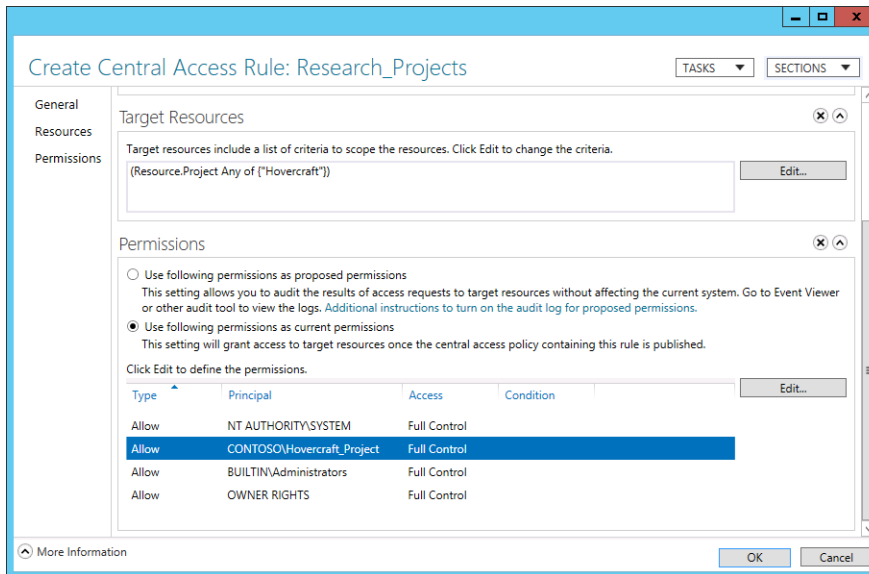 Create Central Access Rule: Research_Projects
TASKS
SECTIONS
General
Resources
Permissions
Target Resources
Target resources include a list of criteria to scope the resources. Click Edit to change the criteria.
(Resource.Project Any of {"Hovercraft"})
Edit...
Permissions
Use following permissions as proposed permissions
This setting allows you to audit the results of access requests to target resources without affecting the current system. Go to Event Viewer
or other audit tool to view the logs. Additional instructions to turn on the audit log for proposed permissions.
Use following permissions as current permissions
This setting will grant access to target resources once the central access policy containing this rule is published.
Click Edit to define the permissions.
Edit...
Type Principal Access Condition
Allow NT AUTHORITY\SYSTEM Full Control
Allow CONTOSO\Hovercraft_Project Full Control
Allow BUILTIN\Administrators Full Control
Allow OWNER RIGHTS Full Control
More Information
OK
Cancel